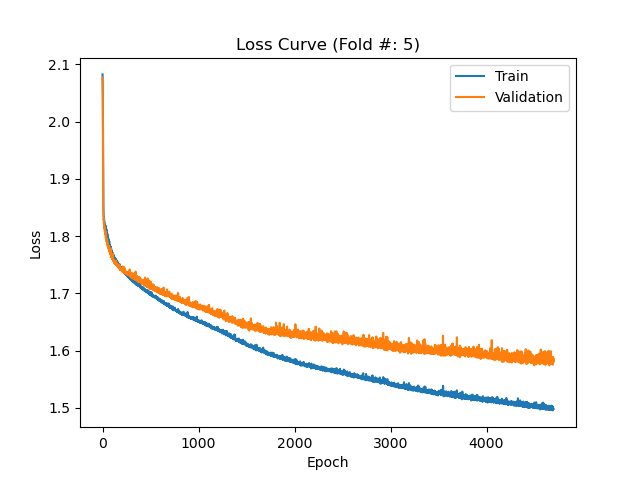 Loss Curve (Fold #: 5)
Train
Validation
2.1
2.0
1.9
1.8
1.7
1.6
1.5
Loss
0
1000
2000
3000
4000
Epoch